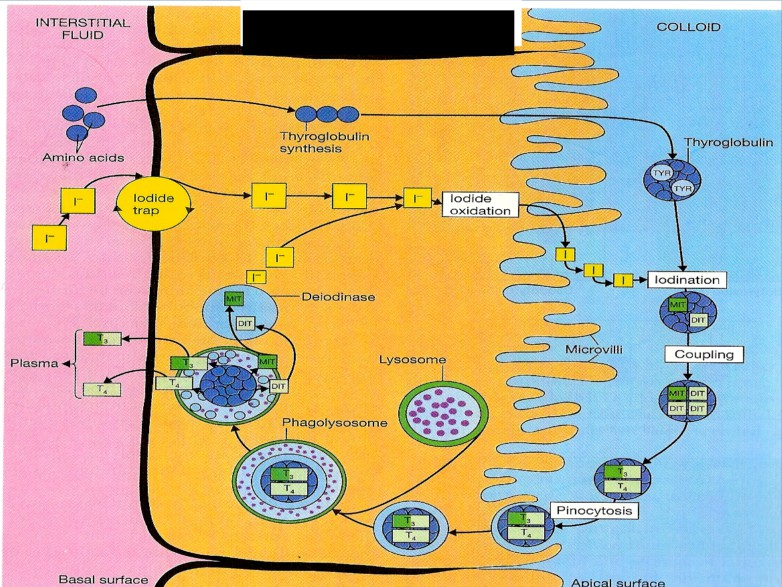 INTERSTITIAL
FLUID
COLLOID
Amino acids
Thyroglobulin
synthesis
Thyroglobulin
TYR
TYR
Iodide
trap
I⁻
I⁻
I⁻
I⁻
I⁻
Iodide
oxidation
I⁻
I⁻
I
I
I
Iodination
MIT
DIT
Deiodinase
MIT
DIT
Microvilli
Coupling
Plasma
T₃
T₄
T₃
T₄
MIT
DIT
Lysosome
MIT
DIT
DIT
DIT
Phagolysosome
T₃
T₄
T₃
T₄
Pinocytosis
T₃
T₄
T₃
T₄
Basal surface
Apical surface